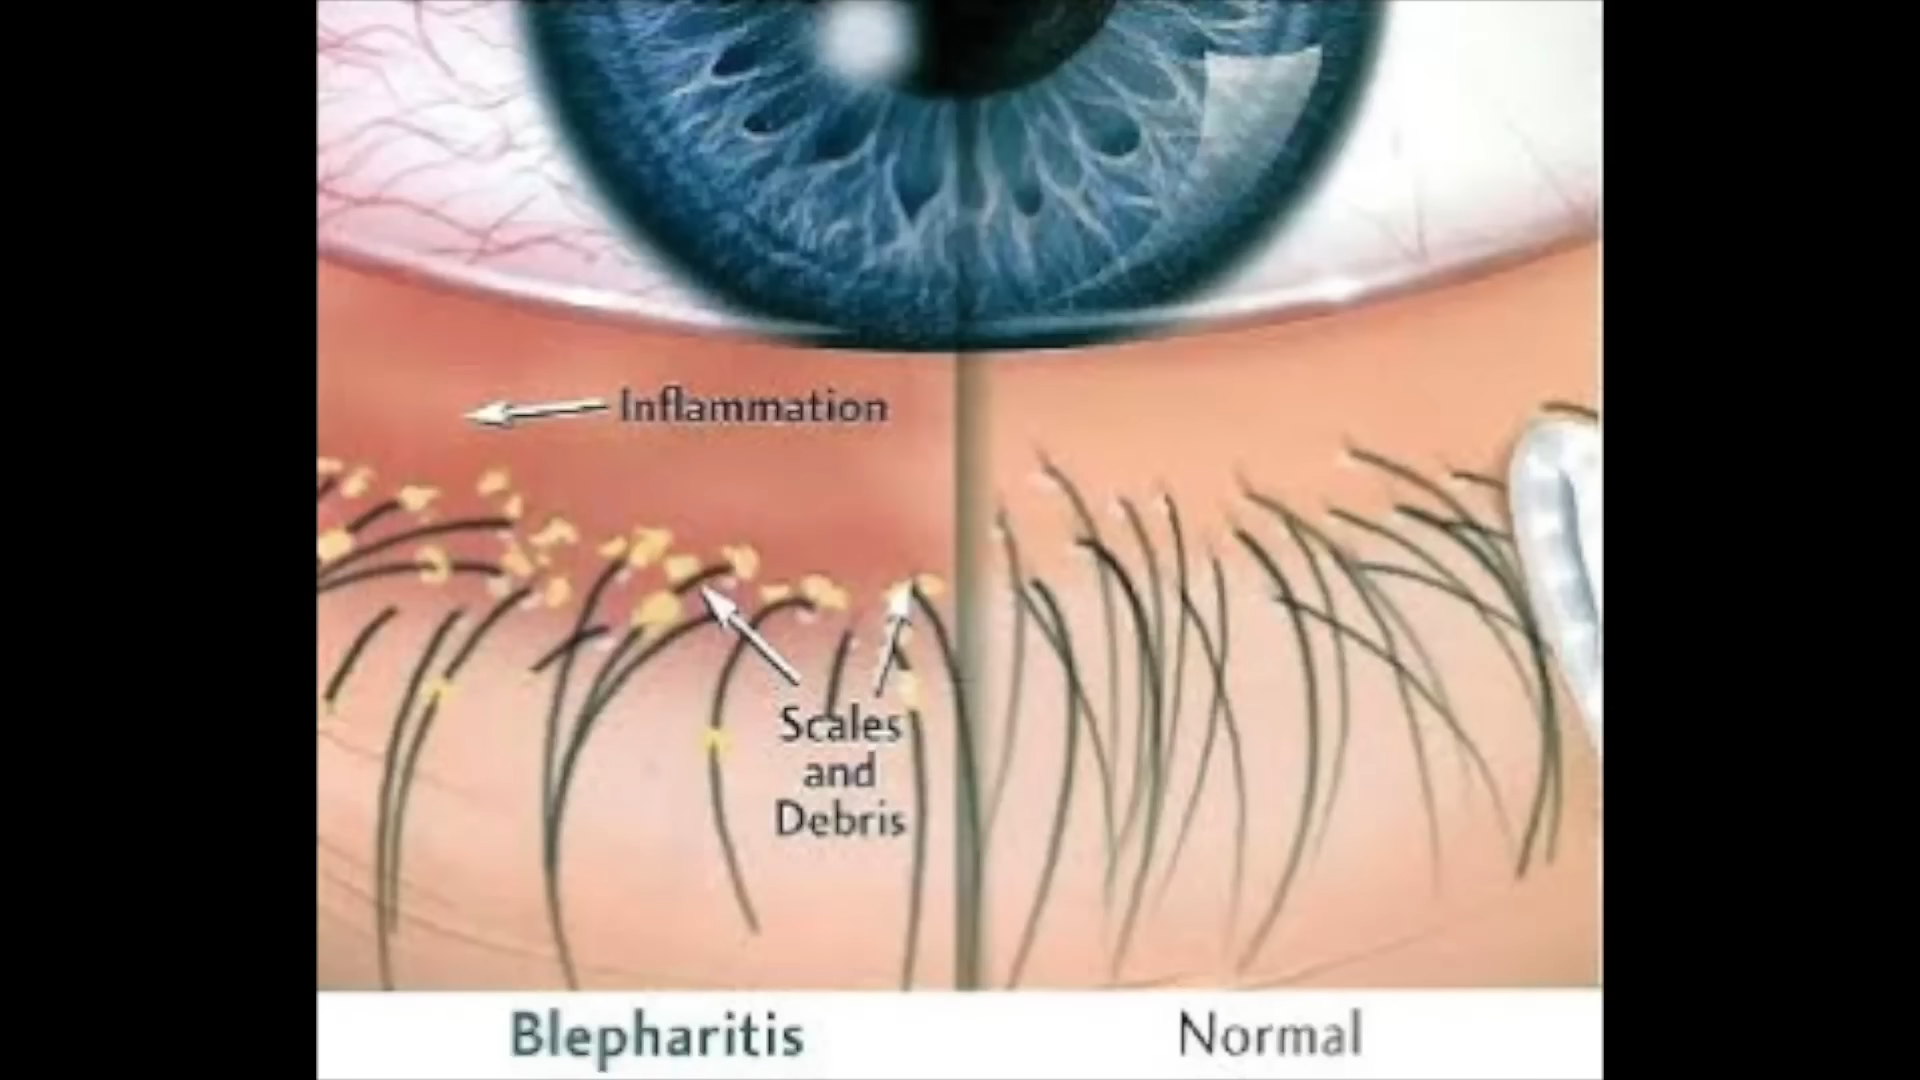 Inflammation
Scales
and
Debris
Blepharitis
Normal